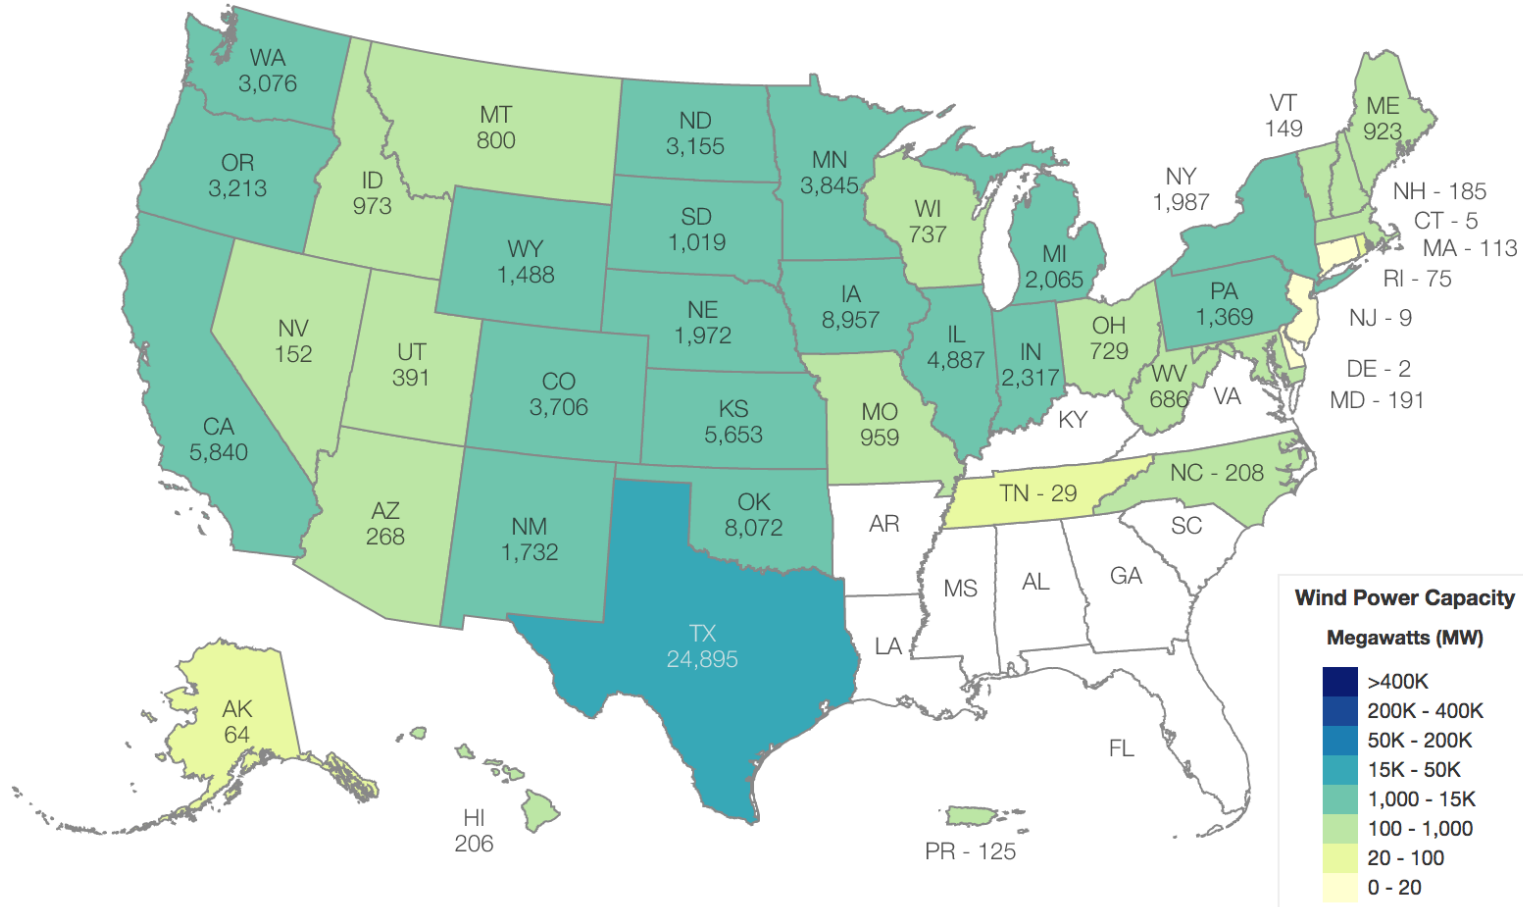 WA
3,076
OR
3,213
CA
5,840
ID
973
NV
152
MT
800
WY
1,488
UT
391
AZ
268
CO
3,706
NM
1,732
ND
3,155
SD
1,019
NE
1,972
KS
5,653
OK
8,072
TX
24,895
MN
3,845
IA
8,957
MO
959
AR
LA
WI
737
IL
4,887
MI
2,065
IN
2,317
OH
729
KY
TN - 29
MS
AL
GA
FL
SC
NC - 208
VA
WV
686
PA
1,369
NY
1,987
VT
149
ME
923
NH - 185
CT - 5
MA - 113
RI - 75
NJ - 9
DE - 2
MD - 191
AK
64
HI
206
PR - 125
Wind Power Capacity
Megawatts (MW)
>400K
200K - 400K
50K - 200K
15K - 50K
1,000 - 15K
100 - 1,000
20 - 100
0 - 20